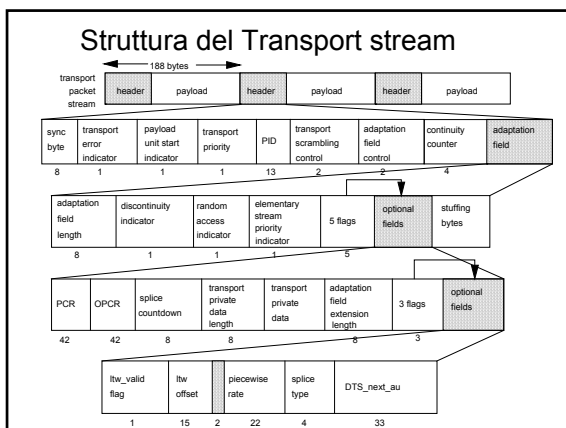 Struttura del Transport stream
188 bytes
transport packet stream
header payload header payload header payload
sync byte
transport error indicator
payload unit start indicator
transport priority
PID
transport scrambling control
adaptation field control
continuity counter
adaptation field
8 1 1 1 13 2 2 4
adaptation field length
discontinuity indicator
random access indicator
elementary stream priority indicator
5 flags
optional fields
stuffing bytes
8 1 1 1 5
PCR
OPCR
splice countdown
transport private data length
transport private data
adaptation field extension length
3 flags
optional fields
42 42 8 8 8 3
ltw_valid flag
ltw offset
piecewise rate
splice type
DTS_next_au
1 15 2 22 4 33